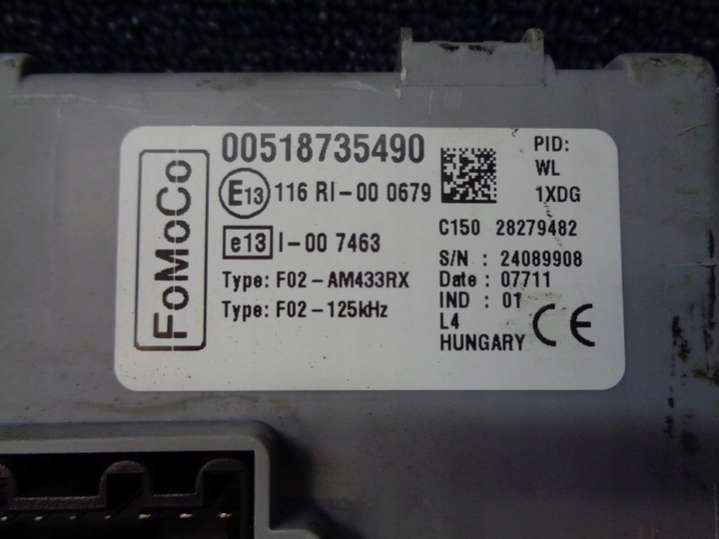 FoMoCo
00518735490
E13 116 RI-00 0679
e13 I-00 7463
Type: F02-AM433RX
Type: F02-125kHz
PID:
WL
1XDG
C150 28279482
S/N : 24089908
Date : 07711
IND : 01
L4
HUNGARY
CE